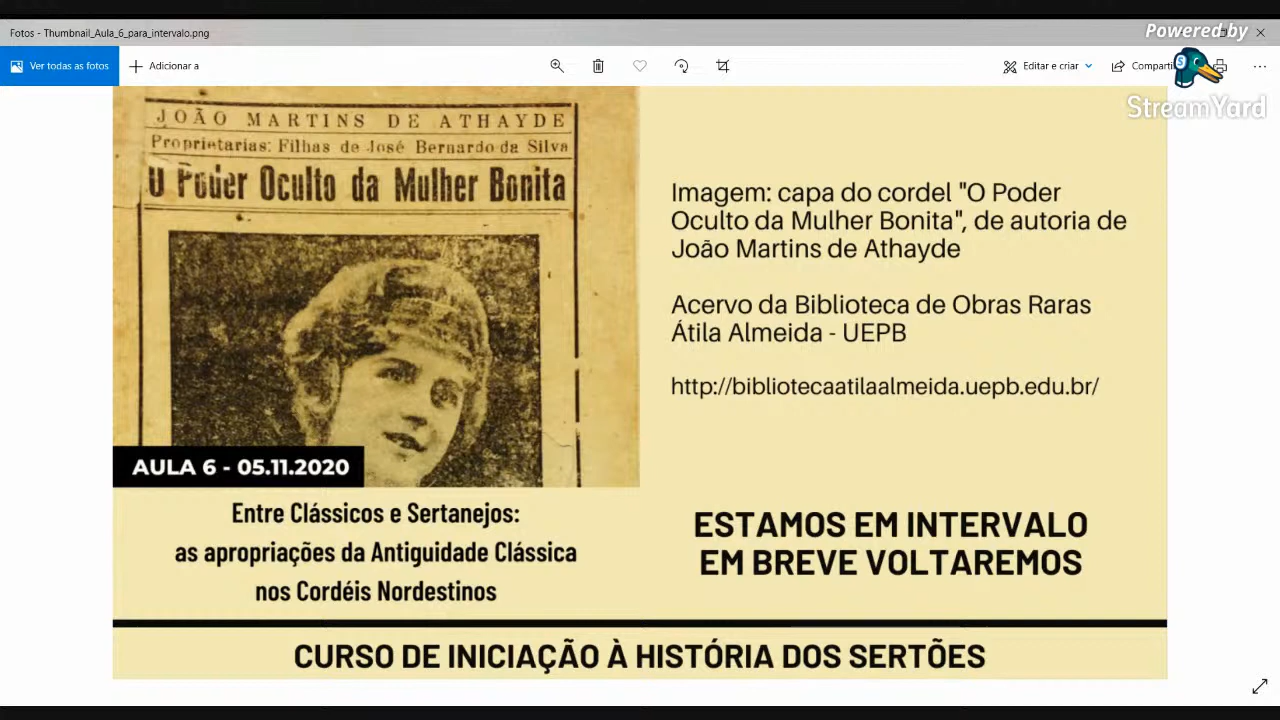 Fotos - Thumbnail_Aula_6_para_intervalo.png
Powered by
Ver todas as fotos
Adicionar a
Editar e criar
Comparti
StreamYard
JOÃO MARTINS DE ATHAYDE
Proprietarias: Filhas de José Bernardo da Silva
O Poder Oculto da Mulher Bonita
Imagem: capa do cordel "O Poder
Oculto da Mulher Bonita", de autoria de
João Martins de Athayde
Acervo da Biblioteca de Obras Raras
Átila Almeida - UEPB
http://bibliotecaatilaalmeida.uepb.edu.br/
AULA 6 - 05.11.2020
Entre Clássicos e Sertanejos:
as apropriações da Antiguidade Clássica
nos Cordéis Nordestinos
ESTAMOS EM INTERVALO
EM BREVE VOLTAREMOS
CURSO DE INICIAÇÃO À HISTÓRIA DOS SERTÕES